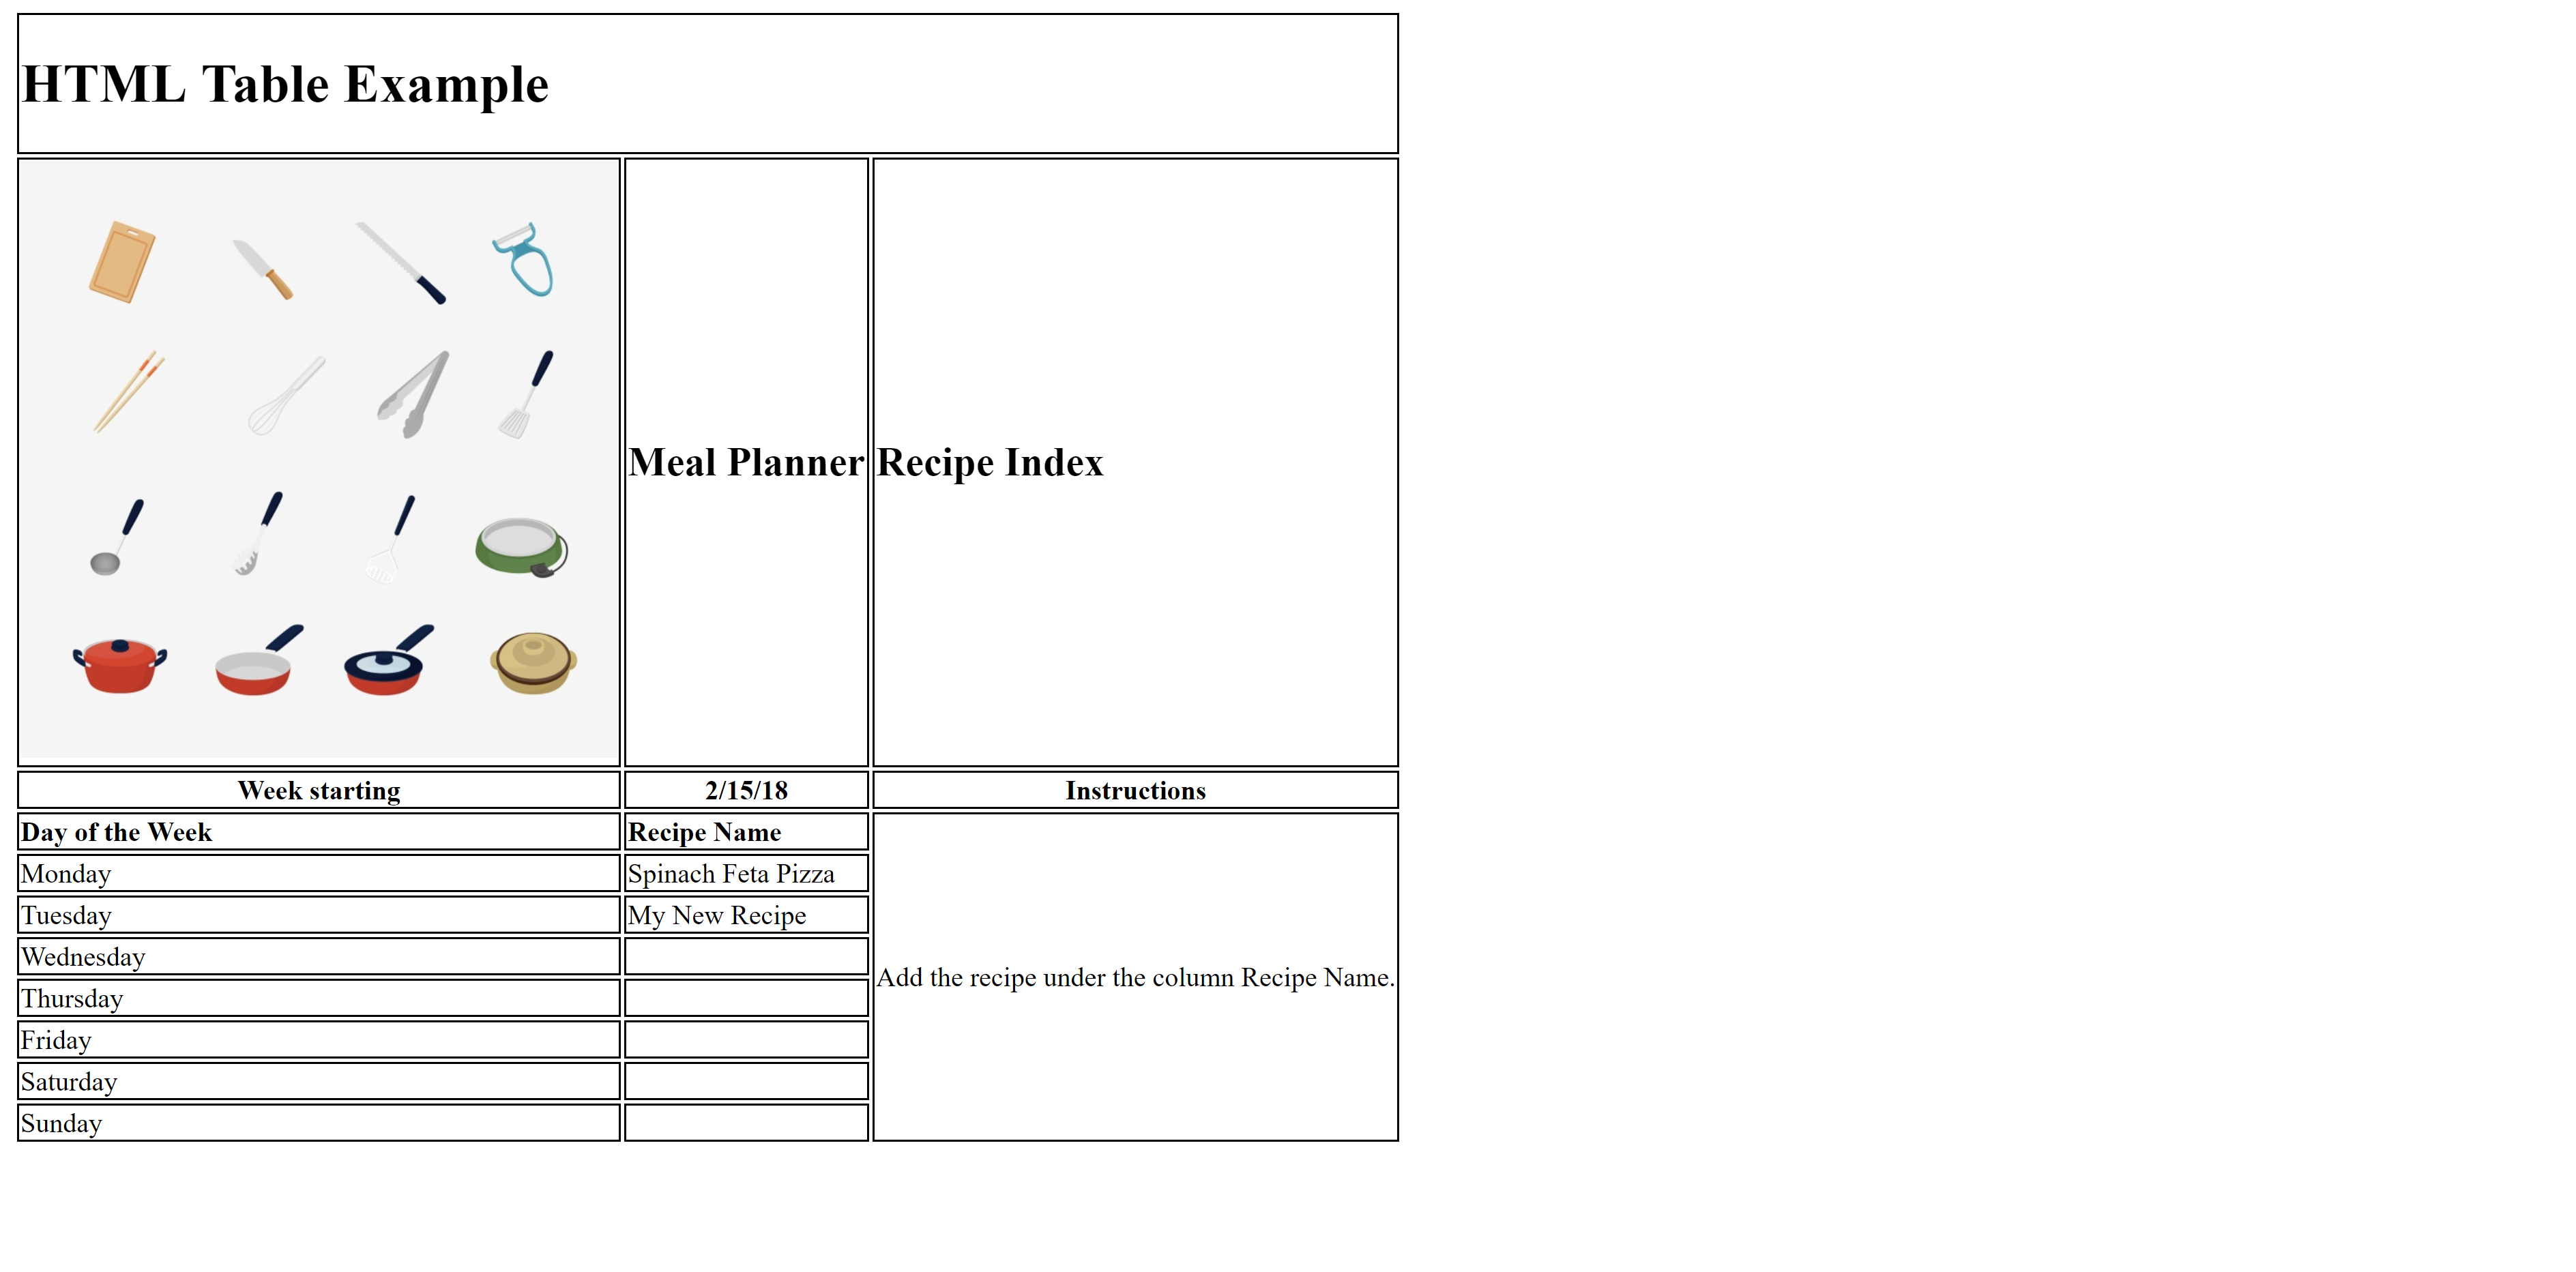 HTML Table Example
Meal Planner
Recipe Index
Week starting
2/15/18
Instructions
Day of the Week
Recipe Name
Monday
Spinach Feta Pizza
Tuesday
My New Recipe
Wednesday
Add the recipe under the column Recipe Name.
Thursday
Friday
Saturday
Sunday